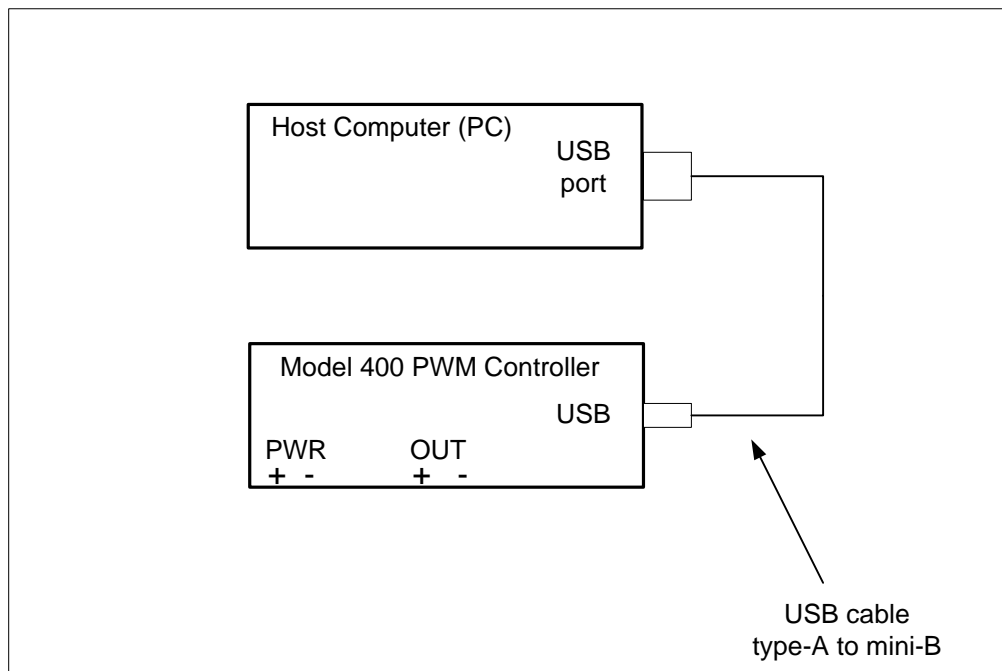 Host Computer (PC)
USB
port
Model 400 PWM Controller
USB
PWR OUT
+ - + -
USB cable
type-A to mini-B